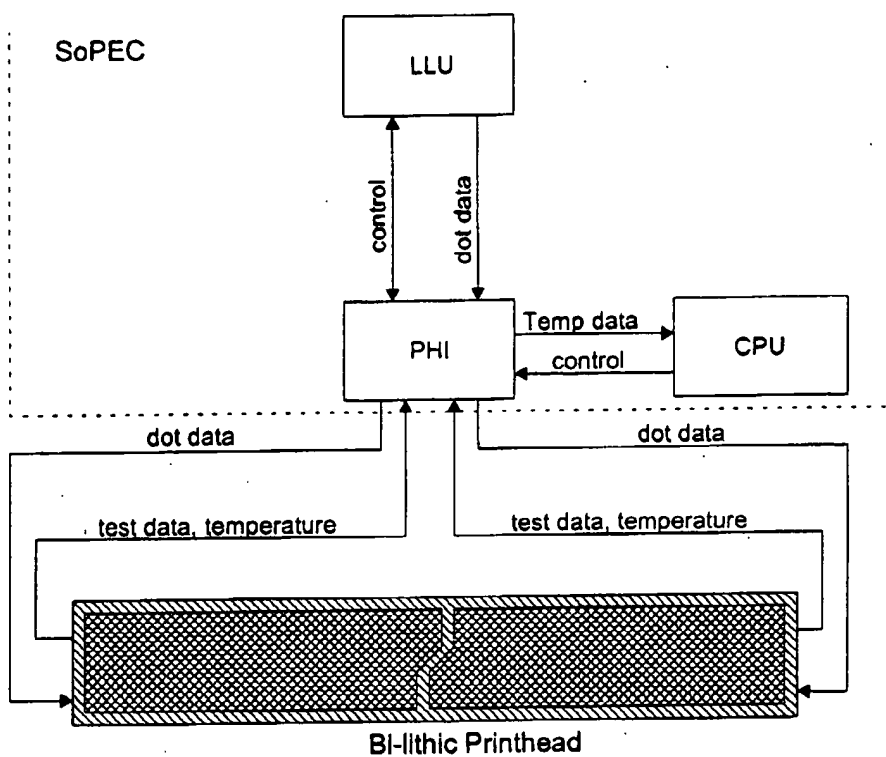 SoPEC
LLU
control
dot data
PHI
Temp data
control
CPU
dot data
dot data
test data, temperature
test data, temperature
Bi-lithic Printhead